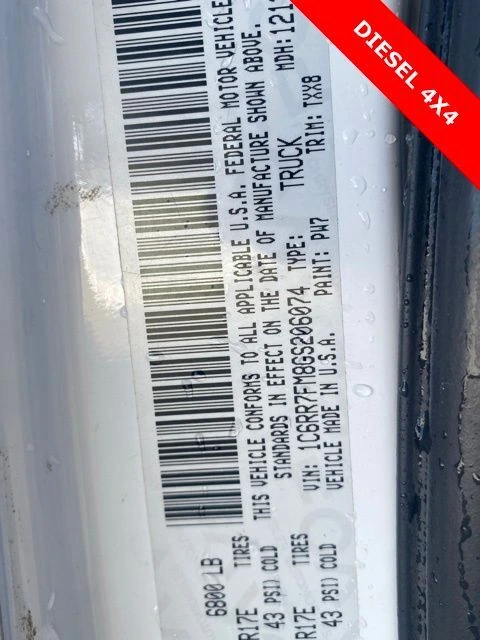 DIESEL 4X4
6800 LB
R17E TIRES
43 PSI) COLD
R17E TIRES
43 PSI) COLD
THIS VEHICLE CONFORMS TO ALL APPLICABLE U.S.A. FEDERAL MOTOR VEHICLE
STANDARDS IN EFFECT ON THE DATE OF MANUFACTURE SHOWN ABOVE.
VIN: 1C6RR7FM8GS206074 TYPE: TRUCK MDH:121
VEHICLE MADE IN U.S.A. PAINT: PW7 TRIM: TXX8